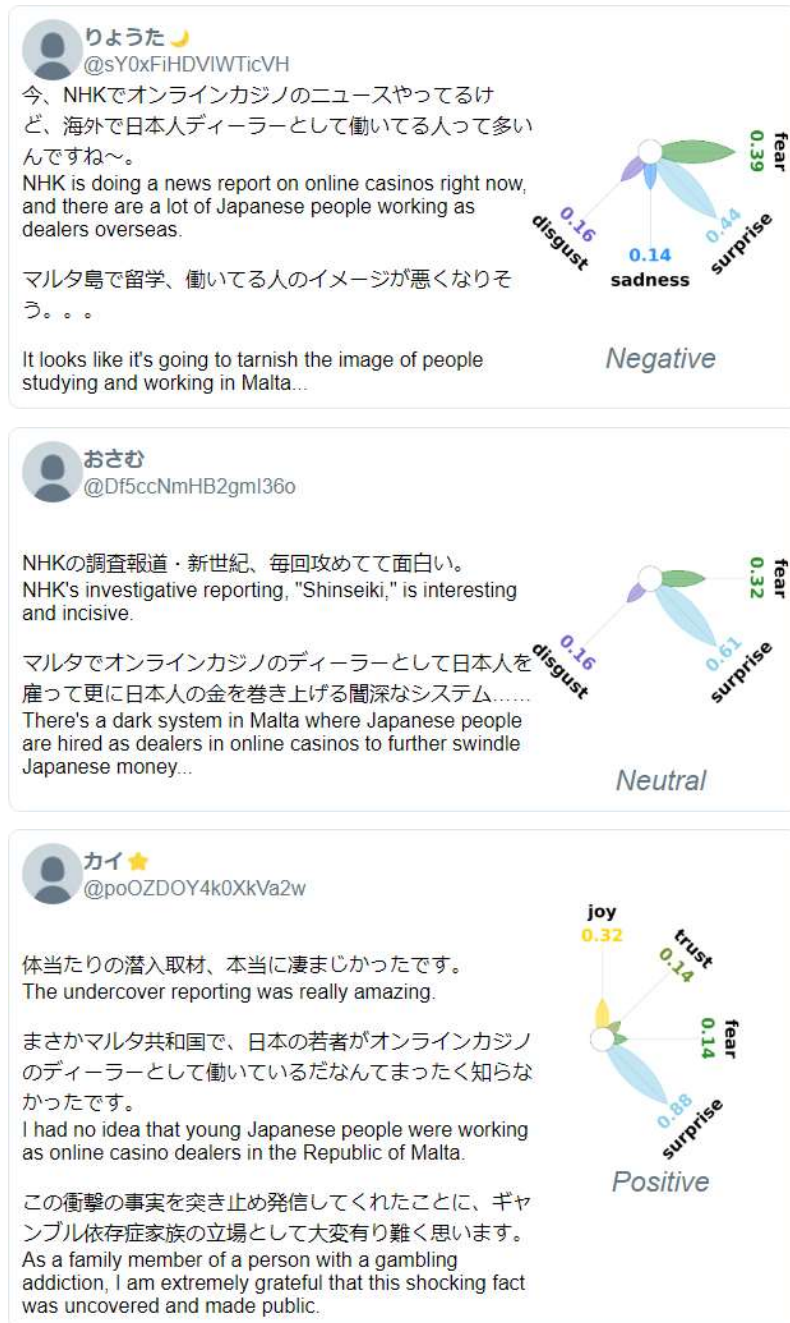 りょうた🌙
@sY0xFiHDVlWTicVH
今、NHKでオンラインカジノのニュースやってるけ
ど、海外で日本人ディーラーとして働いてる人って多い
んですね〜。
NHK is doing a news report on online casinos right now,
and there are a lot of Japanese people working as
dealers overseas.
マルタ島で留学、働いてる人のイメージが悪くなりそ
う。。。
It looks like it's going to tarnish the image of people
studying and working in Malta...
fear
0.39
surprise
0.44
sadness
0.14
disgust
0.16
Negative
おさむ
@Df5ccNmHB2gml36o
NHKの調査報道・新世紀、毎回攻めてて面白い。
NHK's investigative reporting, "Shinseiki," is interesting
and incisive.
マルタでオンラインカジノのディーラーとして日本人を
雇って更に日本人の金を巻き上げる闇深なシステム……
There's a dark system in Malta where Japanese people
are hired as dealers in online casinos to further swindle
Japanese money...
fear
0.32
surprise
0.61
disgust
0.16
Neutral
カイ⭐
@poOZDOY4k0XkVa2w
体当たりの潜入取材、本当に凄まじかったです。
The undercover reporting was really amazing.
まさかマルタ共和国で、日本の若者がオンラインカジノ
のディーラーとして働いているだなんてまったく知らな
かったです。
I had no idea that young Japanese people were working
as online casino dealers in the Republic of Malta.
この衝撃の事実を突き止め発信してくれたことに、ギャ
ンブル依存症家族の立場として大変有り難く思います。
As a family member of a person with a gambling
addiction, I am extremely grateful that this shocking fact
was uncovered and made public.
joy
0.32
trust
0.14
fear
0.14
surprise
0.88
Positive